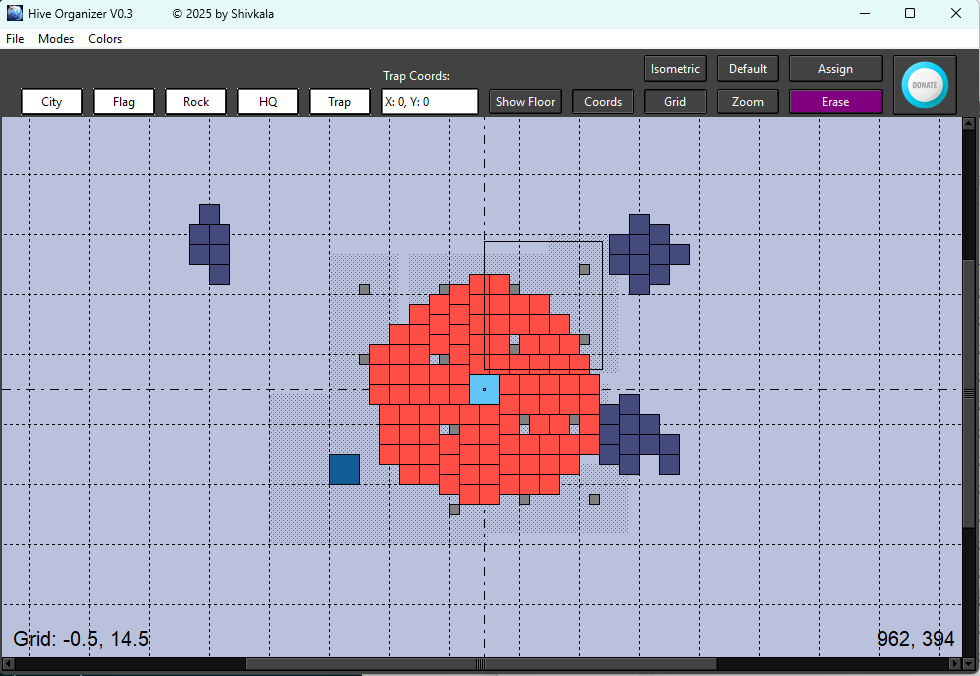 Hive Organizer V0.3 © 2025 by Shivkala
File Modes Colors
Trap Coords:
Isometric Default Assign
DONATE
City Flag Rock HQ Trap X: 0, Y: 0 Show Floor Coords Grid Zoom Erase
Grid: -0.5, 14.5
962, 394